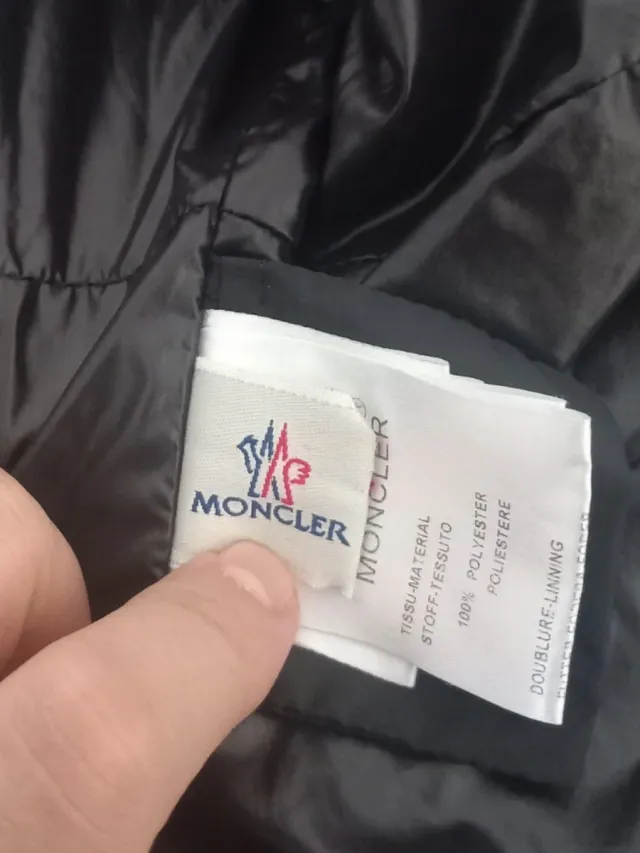 MONCLER
MONCLER
TISSU-MATERIAL
STOFF-TESSUTO
100% POLYESTER
POLIESTERE
DOUBLURE-LINNING